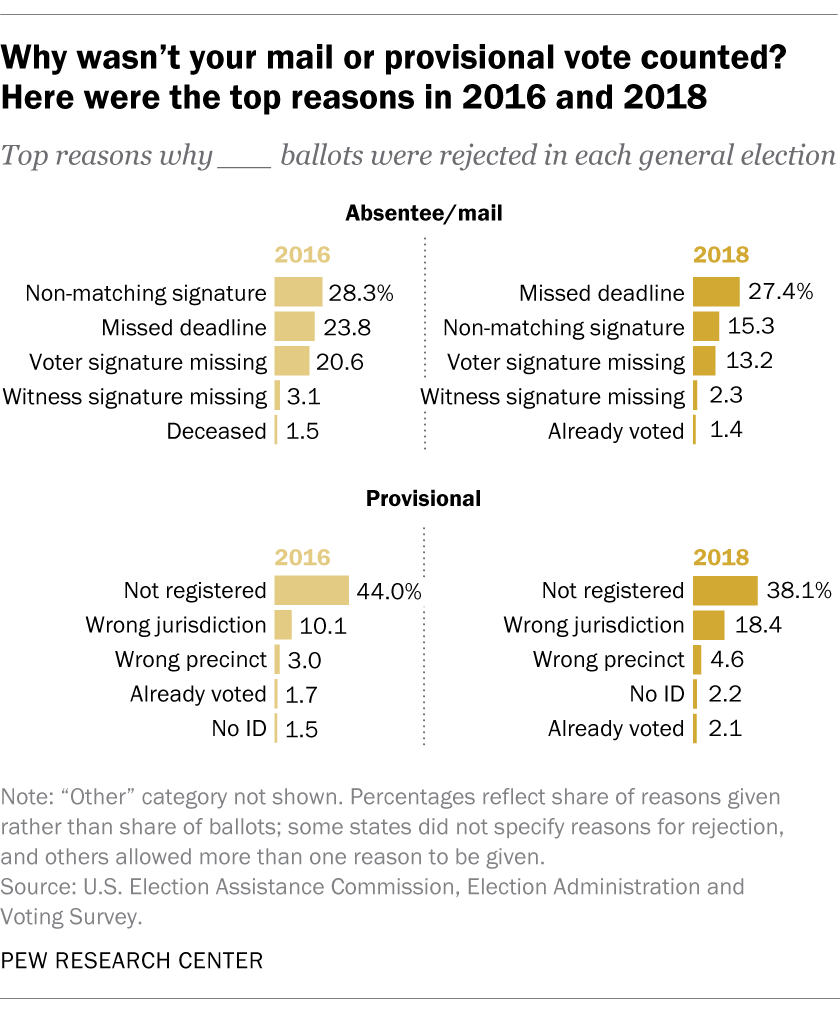 Why wasn’t your mail or provisional vote counted?
Here were the top reasons in 2016 and 2018
Top reasons why ___ ballots were rejected in each general election
Absentee/mail
2016
Non-matching signature 28.3%
Missed deadline 23.8
Voter signature missing 20.6
Witness signature missing 3.1
Deceased 1.5
2018
Missed deadline 27.4%
Non-matching signature 15.3
Voter signature missing 13.2
Witness signature missing 2.3
Already voted 1.4
Provisional
2016
Not registered 44.0%
Wrong jurisdiction 10.1
Wrong precinct 3.0
Already voted 1.7
No ID 1.5
2018
Not registered 38.1%
Wrong jurisdiction 18.4
Wrong precinct 4.6
No ID 2.2
Already voted 2.1
Note: “Other” category not shown. Percentages reflect share of reasons given
rather than share of ballots; some states did not specify reasons for rejection,
and others allowed more than one reason to be given.
Source: U.S. Election Assistance Commission, Election Administration and
Voting Survey.
PEW RESEARCH CENTER